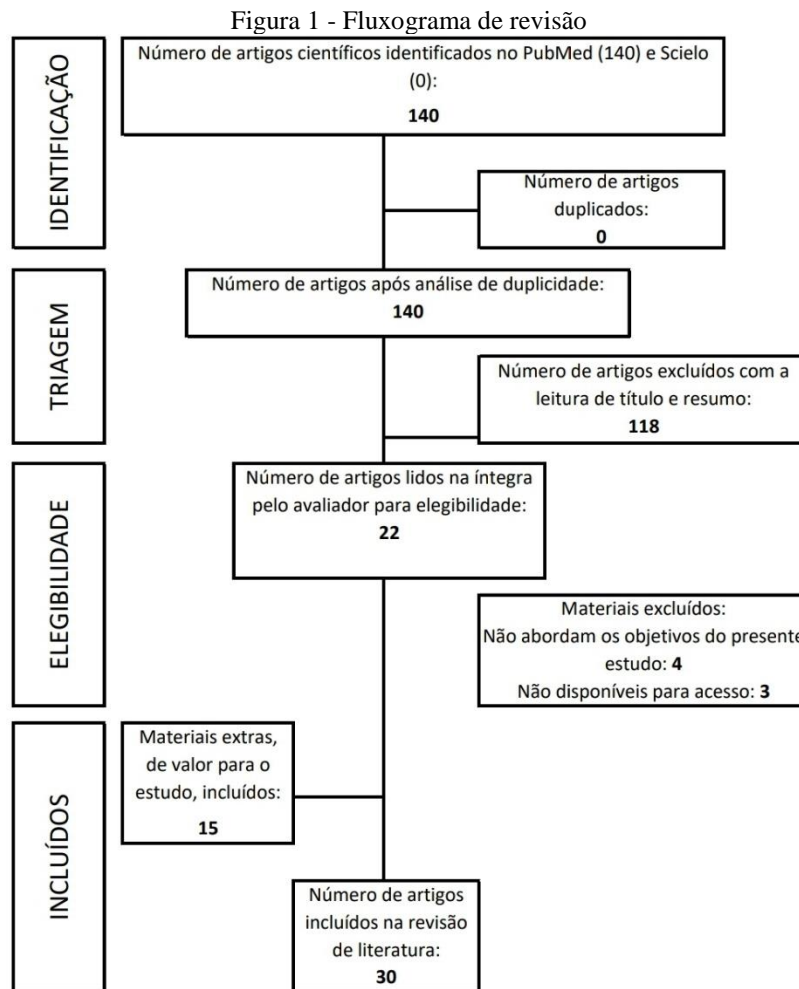 Figura 1 - Fluxograma de revisão
IDENTIFICAÇÃO
Número de artigos científicos identificados no PubMed (140) e Scielo
(0):
140
Número de artigos
duplicados:
0
TRIAGEM
Número de artigos após análise de duplicidade:
140
Número de artigos excluídos com a
leitura de título e resumo:
118
ELEGIBILIDADE
Número de artigos lidos na íntegra
pelo avaliador para elegibilidade:
22
Materiais excluídos:
Não abordam os objetivos do presente
estudo: 4
Não disponíveis para acesso: 3
INCLUÍDOS
Materiais extras,
de valor para o
estudo, incluídos:
15
Número de artigos
incluídos na revisão
de literatura:
30